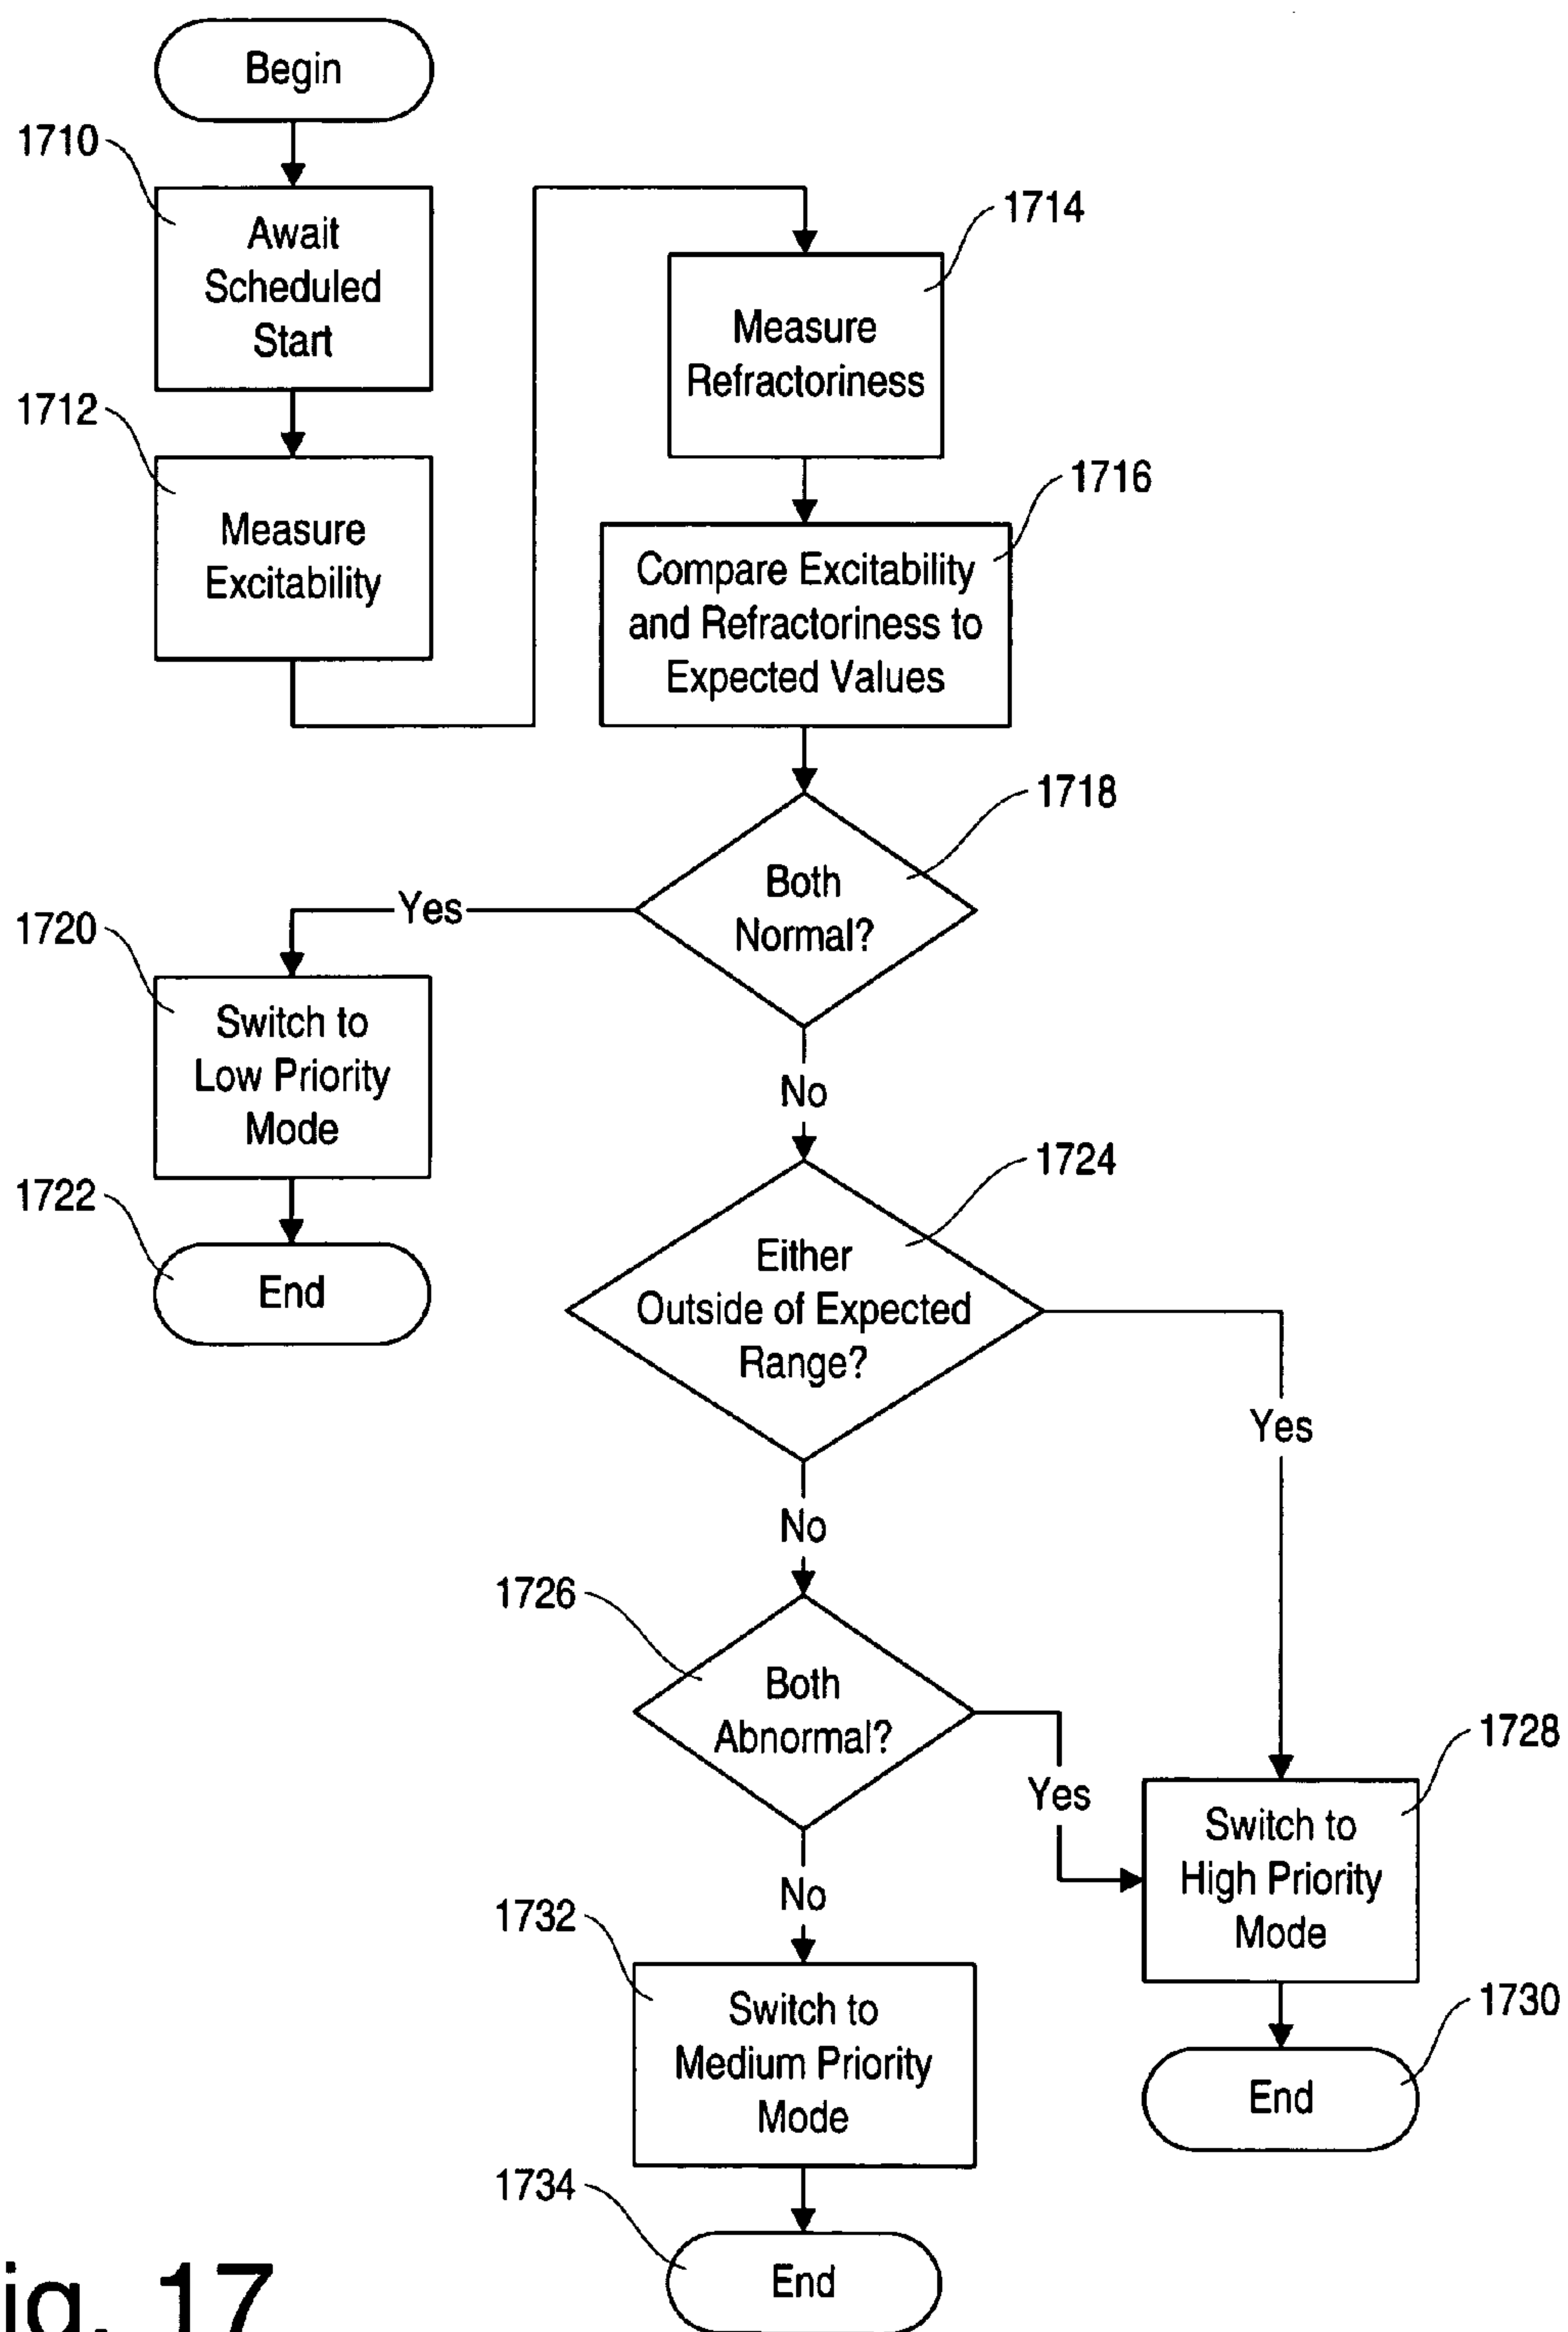 Begin
1710
Await
Scheduled
Start
1712
Measure
Excitability
1714
Measure
Refractoriness
1716
Compare Excitability
and Refractoriness to
Expected Values
1718
Both
Normal?
Yes
1720
Switch to
Low Priority
Mode
1722
End
No
1724
Either
Outside of Expected
Range?
Yes
No
1726
Both
Abnormal?
Yes
1728
Switch to
High Priority
Mode
1730
End
No
1732
Switch to
Medium Priority
Mode
1734
End
ig. 17